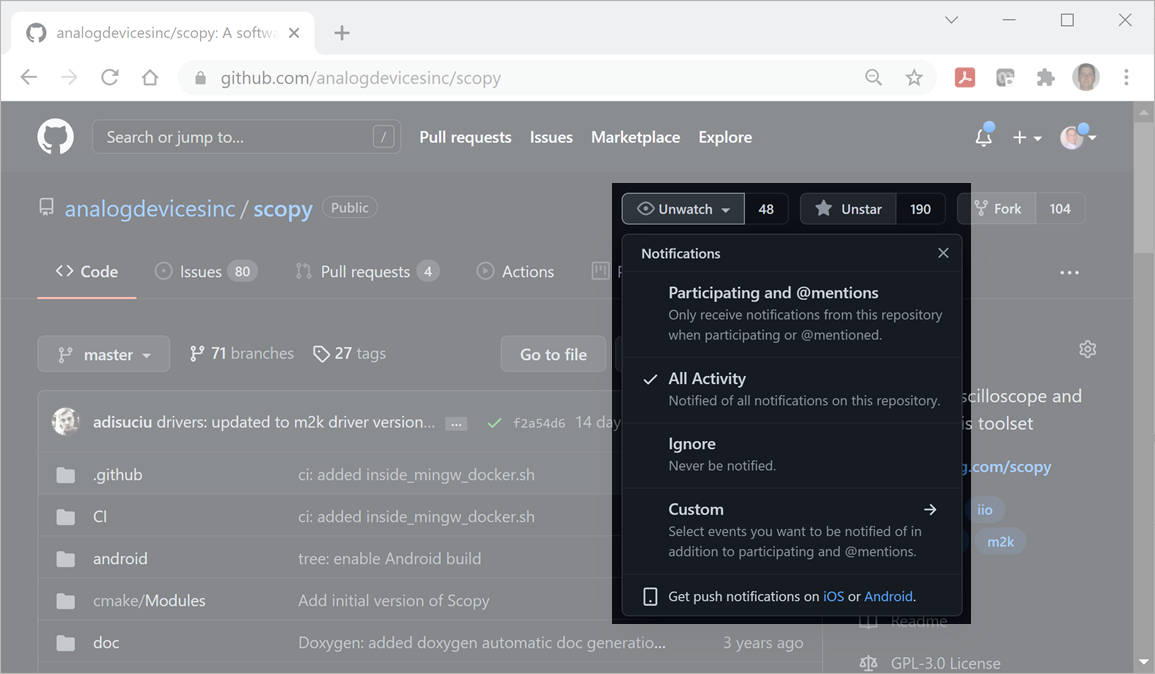 analogdevicesinc/scopy: A softwa
github.com/analogdevicesinc/scopy
Search or jump to... /
Pull requests Issues Marketplace Explore
analogdevicesinc / scopy Public
Unwatch 48 Unstar 190 Fork 104
Code Issues 80 Pull requests 4 Actions P
Notifications
Participating and @mentions
Only receive notifications from this repository
when participating or @mentioned.
All Activity
Notified of all notifications on this repository.
Ignore
Never be notified.
Custom
Select events you want to be notified of in
addition to participating and @mentions.
Get push notifications on iOS or Android.
master 71 branches 27 tags Go to file
adisuciu drivers: updated to m2k driver version... ... f2a54d6 14 day
.github ci: added inside_mingw_docker.sh
CI ci: added inside_mingw_docker.sh
android tree: enable Android build
cmake/Modules Add initial version of Scopy
doc Doxygen: added doxygen automatic doc generatio... 3 years ago
scilloscope and
is toolset
g.com/scopy
iio
m2k
Readme
GPL-3.0 License